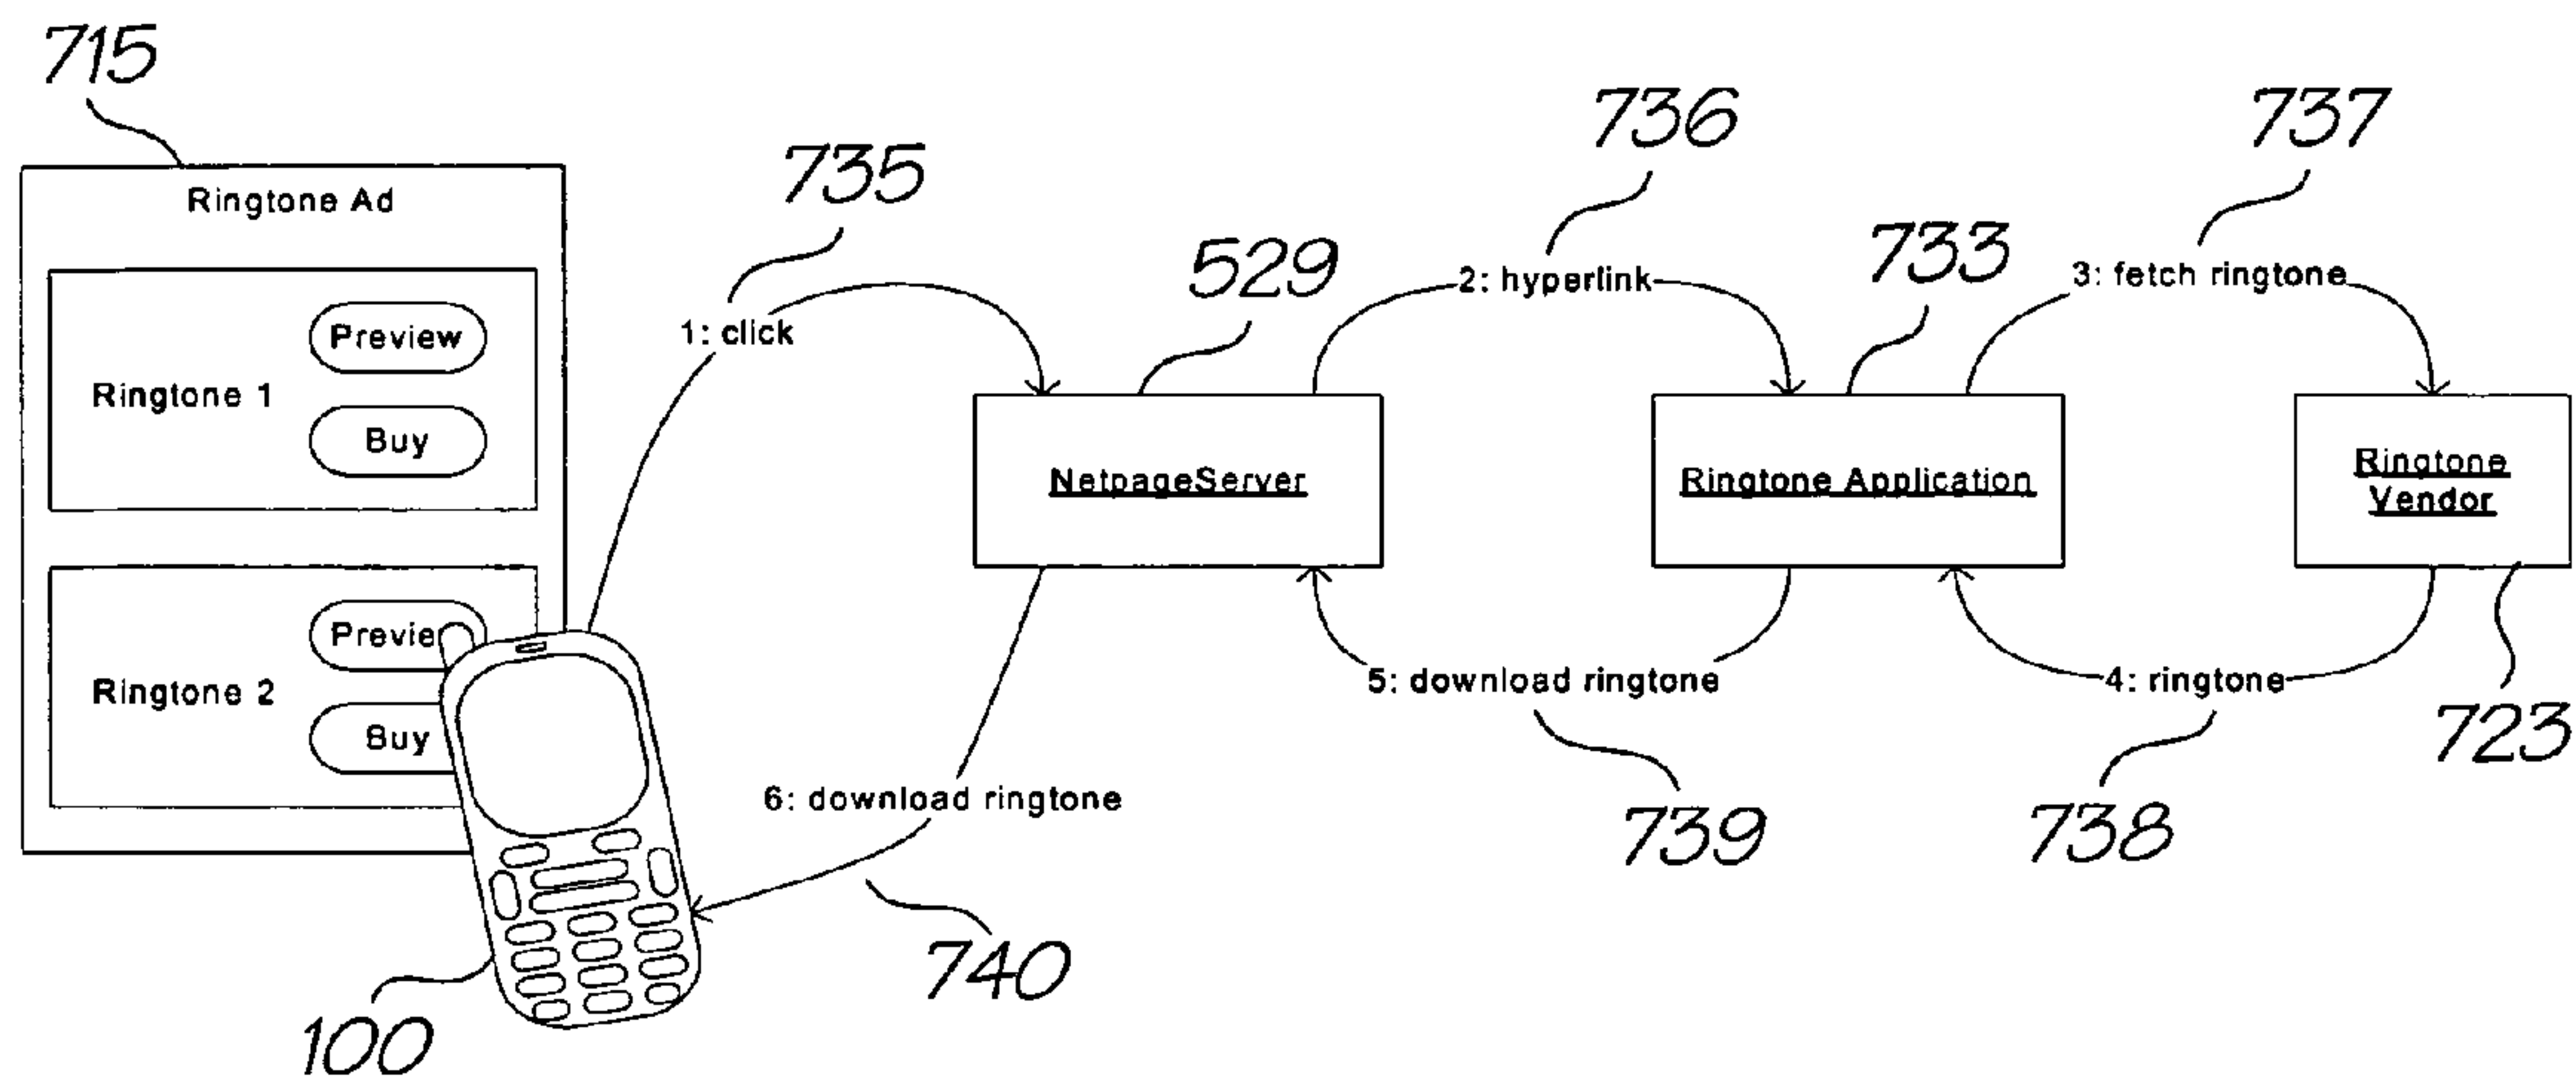 715
Ringtone Ad
Ringtone 1
Preview
Buy
Ringtone 2
Previe
Buy
100
735
1: click
529
NetpageServer
736
2: hyperlink
733
Ringtone Application
737
3: fetch ringtone
Ringtone
Vendor
723
4: ringtone
738
5: download ringtone
739
6: download ringtone
740